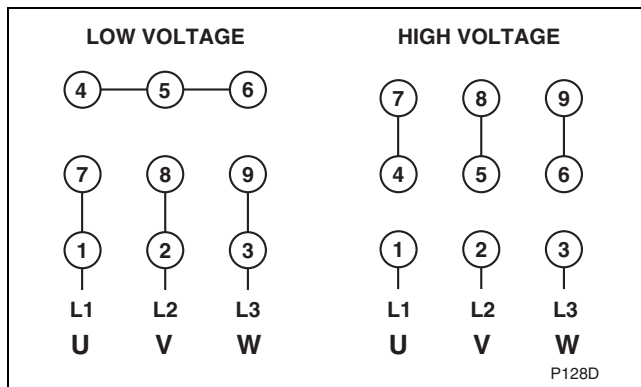 LOW VOLTAGE HIGH VOLTAGE
4 5 6
7 8 9
7 8 9
4 5 6
1 2 3
1 2 3
L1 L2 L3 L1 L2 L3
U V W U V W
P128D